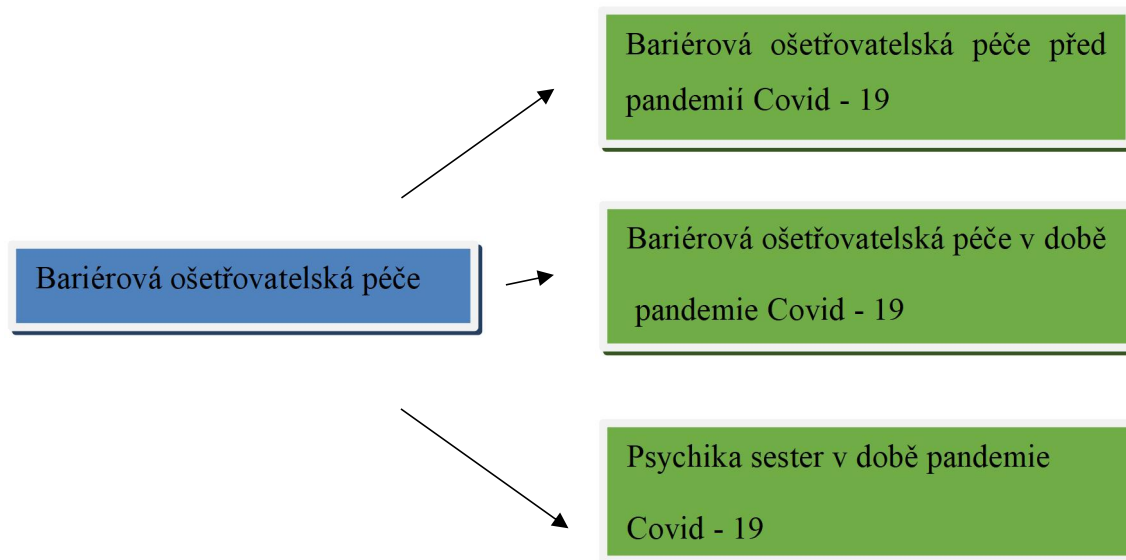 Bariérová ošetřovatelská péče před
pandemií Covid - 19
Bariérová ošetřovatelská péče
Bariérová ošetřovatelská péče v době
pandemie Covid - 19
Psychika sester v době pandemie
Covid - 19